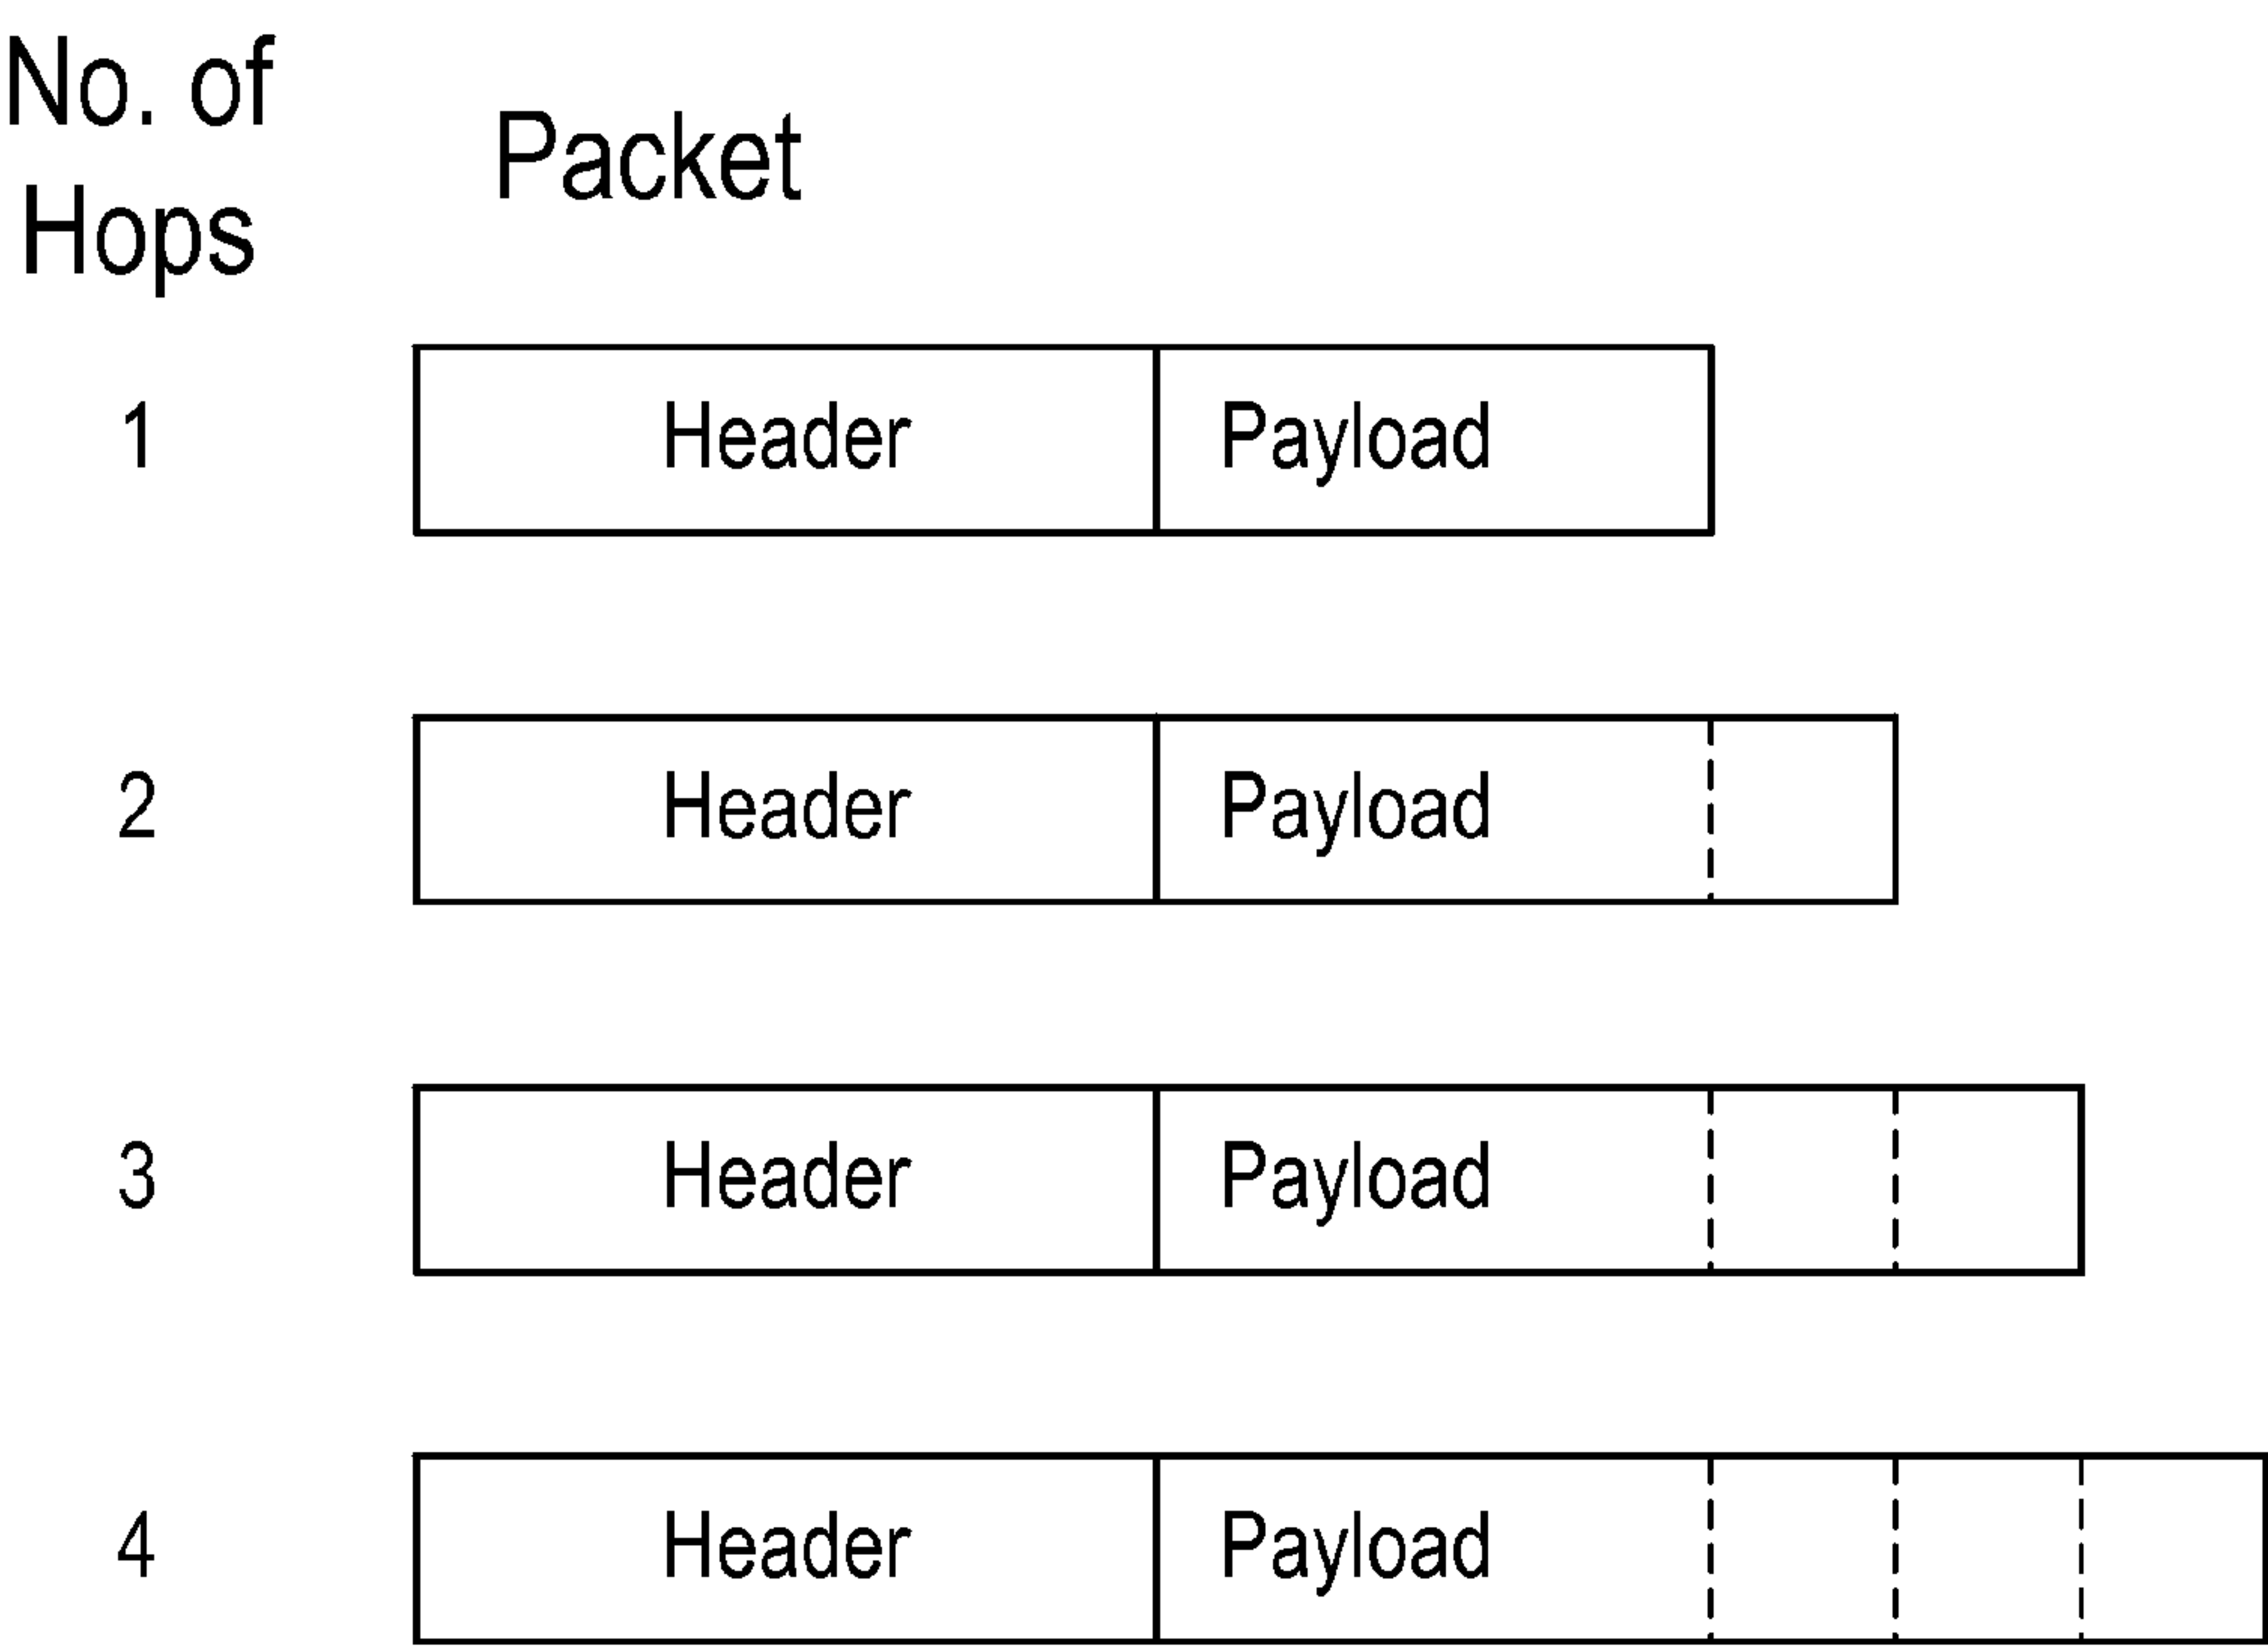 No. of
Hops
Packet
1 Header Payload
2 Header Payload
3 Header Payload
4 Header Payload